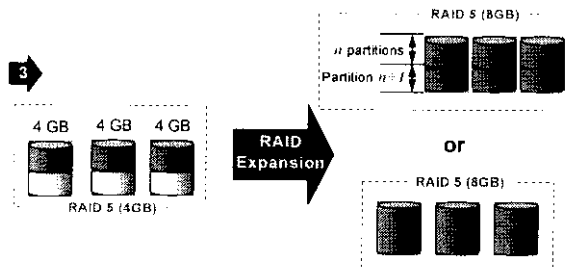 3
4 GB 4 GB 4 GB
RAID 5 (4GB)
RAID
Expansion
RAID 5 (8GB)
n partitions
Partition n+1
or
RAID 5 (8GB)